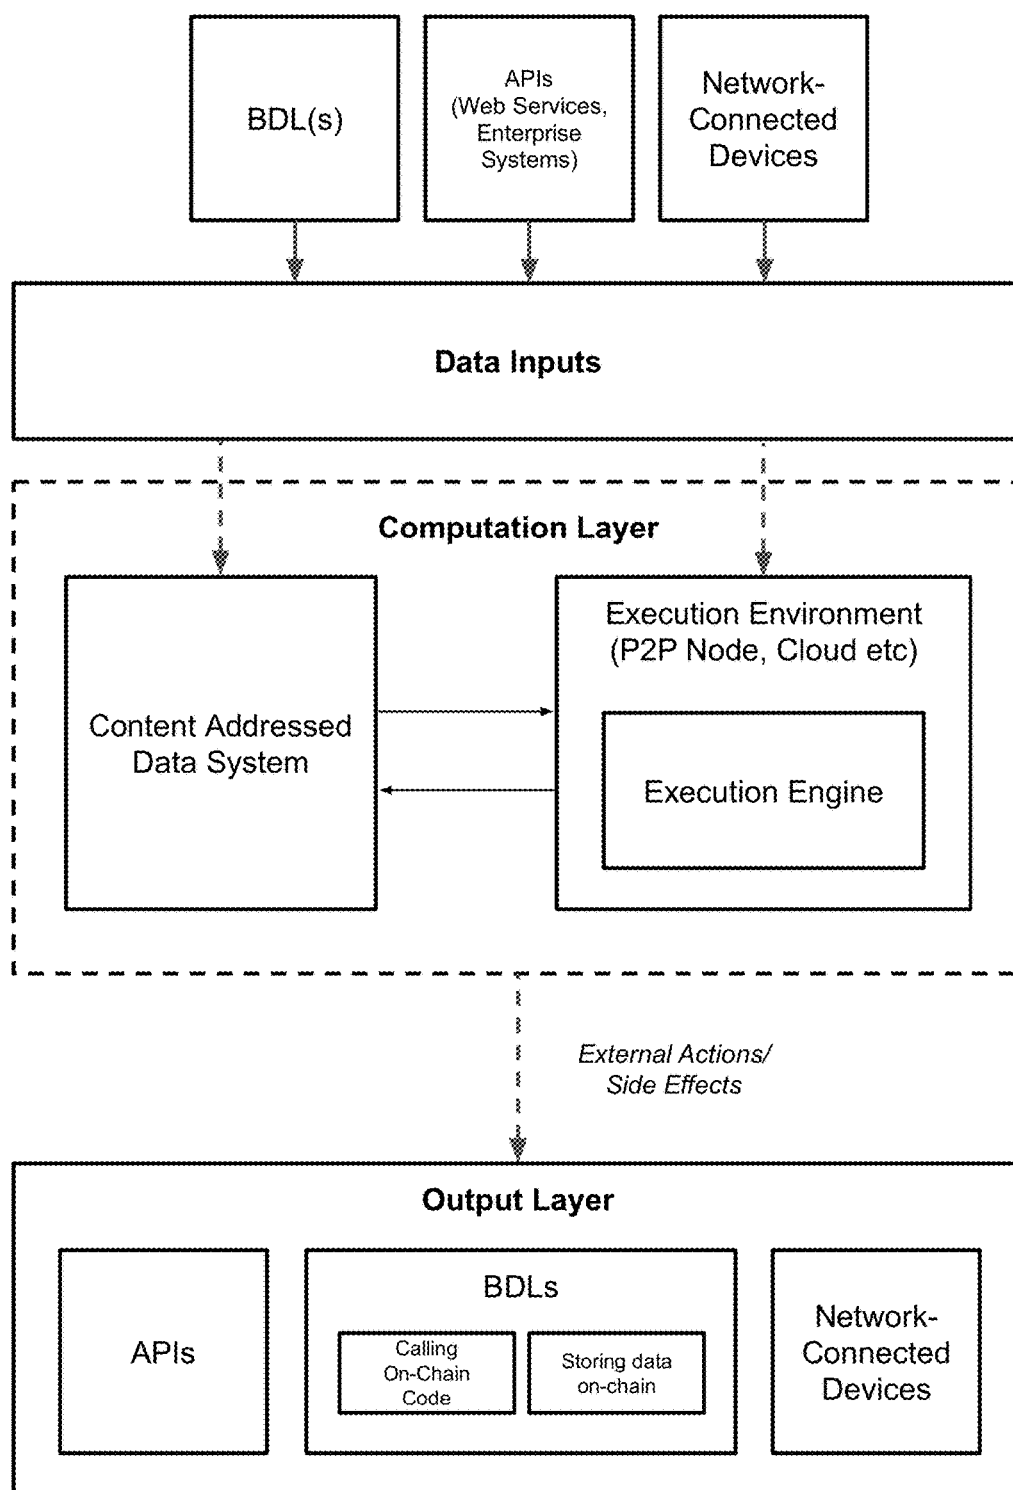 BDL(s)
APIs
(Web Services,
Enterprise
Systems)
Network-
Connected
Devices
Data Inputs
Computation Layer
Content Addressed
Data System
Execution Environment
(P2P Node, Cloud etc)
Execution Engine
External Actions/
Side Effects
Output Layer
APIs
BDLs
Calling
On-Chain
Code
Storing data
on-chain
Network-
Connected
Devices